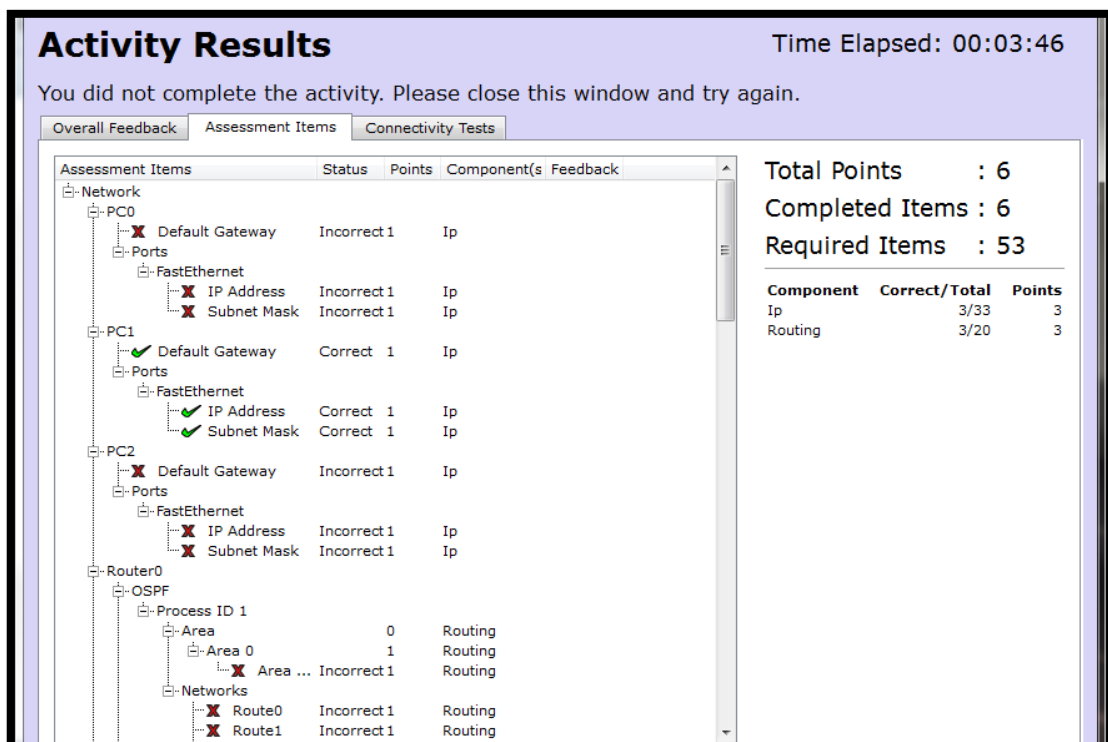 Activity Results
Time Elapsed: 00:03:46
You did not complete the activity. Please close this window and try again.
Overall Feedback Assessment Items Connectivity Tests
Assessment Items Status Points Component(s Feedback
Network
PC0
Default Gateway Incorrect 1 Ip
Ports
FastEthernet
IP Address Incorrect 1 Ip
Subnet Mask Incorrect 1 Ip
PC1
Default Gateway Correct 1 Ip
Ports
FastEthernet
IP Address Correct 1 Ip
Subnet Mask Correct 1 Ip
PC2
Default Gateway Incorrect 1 Ip
Ports
FastEthernet
IP Address Incorrect 1 Ip
Subnet Mask Incorrect 1 Ip
Router0
OSPF
Process ID 1
Area 0 Routing
Area 0 1 Routing
Area ... Incorrect 1 Routing
Networks
Route0 Incorrect 1 Routing
Route1 Incorrect 1 Routing
Total Points : 6
Completed Items : 6
Required Items : 53
Component Correct/Total Points
Ip 3/33 3
Routing 3/20 3